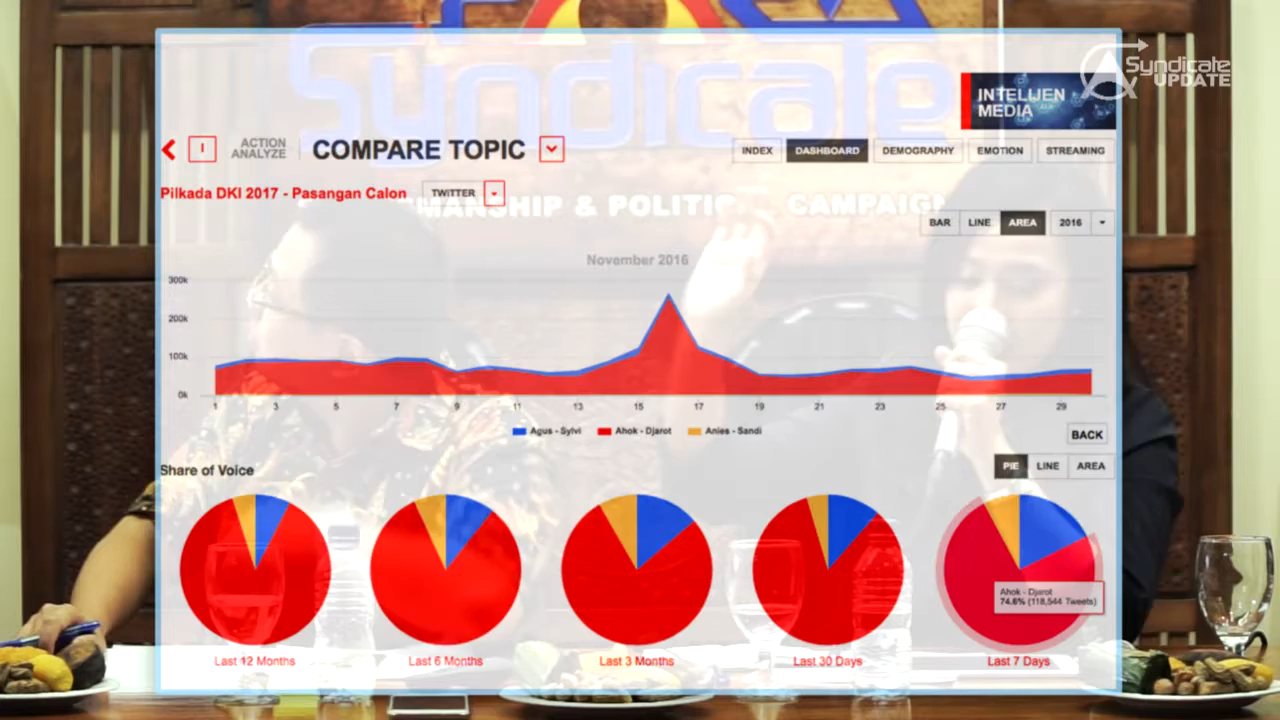 Syndicate
Syndicate
UPDATE
INTELIJEN
MEDIA
ACTION
ANALYZE
COMPARE TOPIC
INDEX
DASHBOARD
DEMOGRAPHY
EMOTION
STREAMING
Pilkada DKI 2017 - Pasangan Calon
TWITTER
MANSHIP & POLITIC CAMPAIG
BAR
LINE
AREA
2016
November 2016
300k
200k
100k
0k
1 3 5 7 9 11 13 15 17 19 21 23 25 27 29
Agus - Sylvi
Ahok - Djarot
Anies - Sandi
BACK
Share of Voice
PIE
LINE
AREA
Ahok - Djarot
74.6% (118,544 Tweets)
Last 12 Months
Last 6 Months
Last 3 Months
Last 30 Days
Last 7 Days